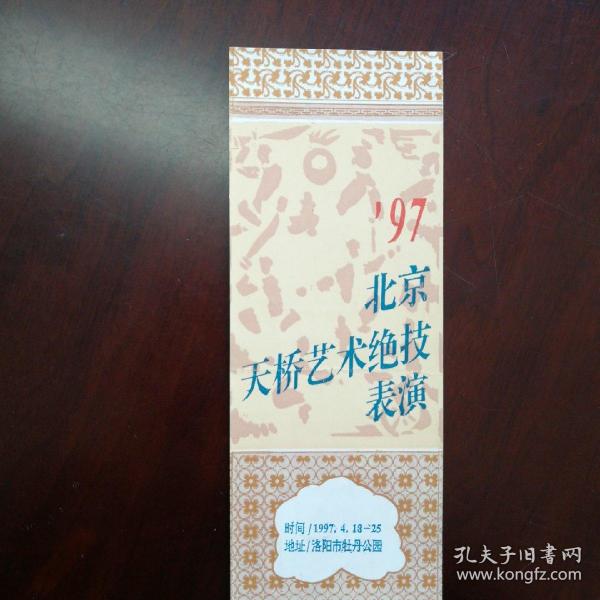 '97
北京
天桥艺术绝技
表演
时间/1997.4.18-25
地址/洛阳市牡丹公园
孔夫子旧书网
www.kongfz.com